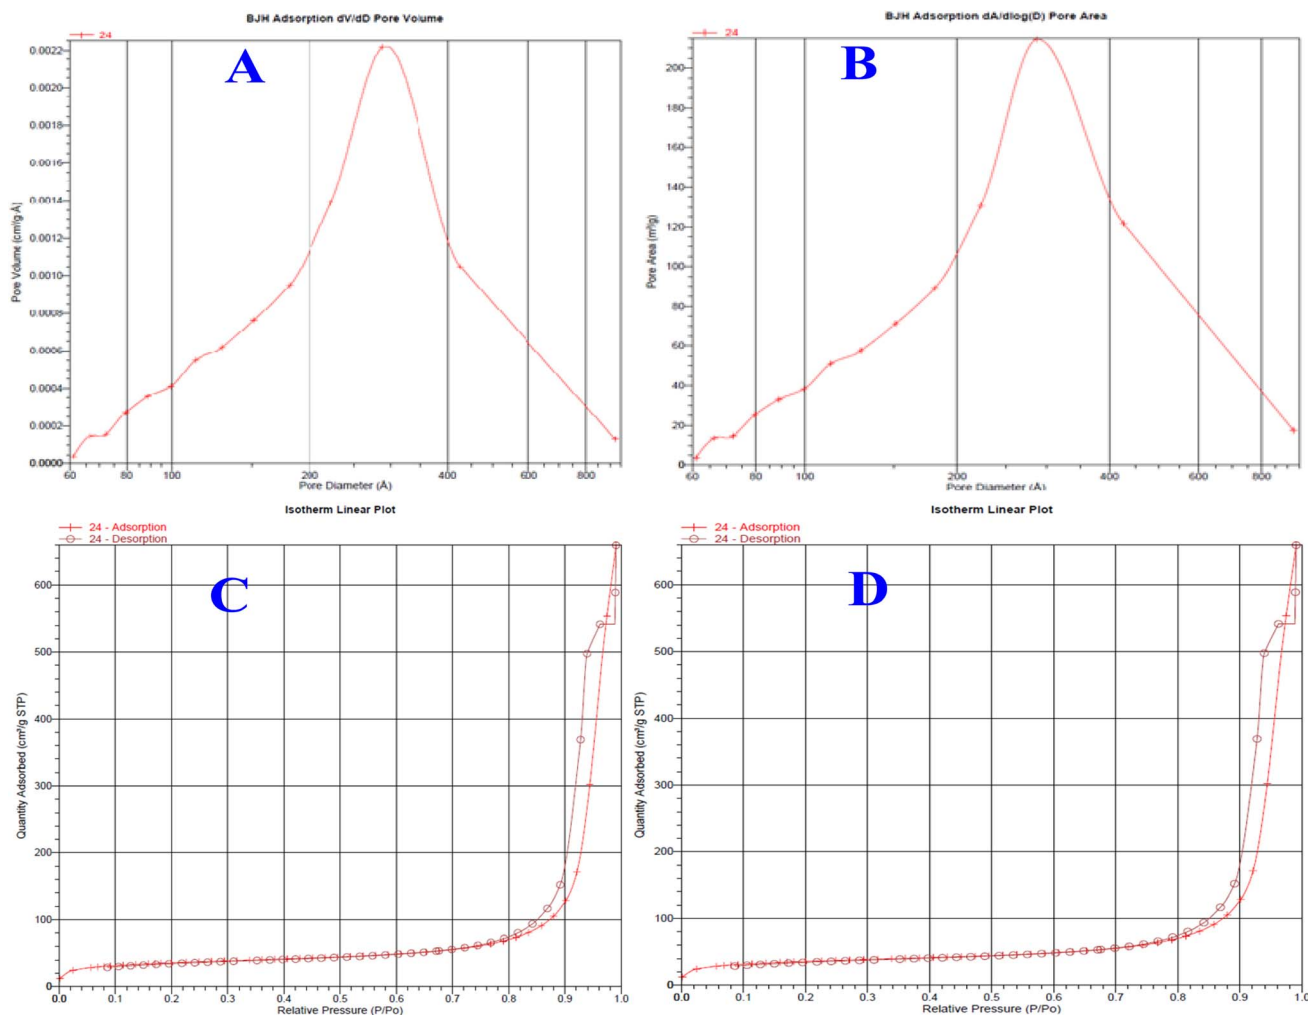 BJH Adsorption dV/dD Pore Volume
24
A
0.0022
0.0020
0.0018
0.0016
0.0014
0.0012
0.0010
0.0008
0.0006
0.0004
0.0002
0.0000
Pore Volume (cm³/g·Å)
60 80 100 200 400 600 800
Pore Diameter (Å)
BJH Adsorption dA/dlog(D) Pore Area
24
B
200
180
160
140
120
100
80
60
40
20
0
Pore Area (m²/g)
60 80 100 200 400 600 800
Pore Diameter (Å)
Isotherm Linear Plot
24 - Adsorption
24 - Desorption
C
600
500
400
300
200
100
0
Quantity Adsorbed (cm³/g STP)
0.0 0.1 0.2 0.3 0.4 0.5 0.6 0.7 0.8 0.9 1.0
Relative Pressure (P/Po)
Isotherm Linear Plot
24 - Adsorption
24 - Desorption
D
600
500
400
300
200
100
0
Quantity Adsorbed (cm³/g STP)
0.0 0.1 0.2 0.3 0.4 0.5 0.6 0.7 0.8 0.9 1.0
Relative Pressure (P/Po)